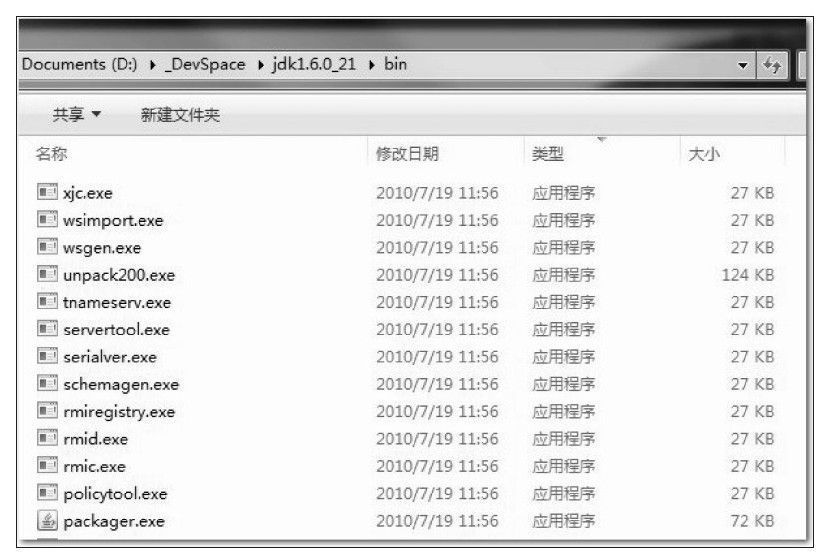 Documents (D:) ▸ _DevSpace ▸ jdk1.6.0_21 ▸ bin
共享 ▼ 新建文件夹
名称 修改日期 类型 大小
xjc.exe 2010/7/19 11:56 应用程序 27 KB
wsimport.exe 2010/7/19 11:56 应用程序 27 KB
wsgen.exe 2010/7/19 11:56 应用程序 27 KB
unpack200.exe 2010/7/19 11:56 应用程序 124 KB
tnameserv.exe 2010/7/19 11:56 应用程序 27 KB
servertool.exe 2010/7/19 11:56 应用程序 27 KB
serialver.exe 2010/7/19 11:56 应用程序 27 KB
schemagen.exe 2010/7/19 11:56 应用程序 27 KB
rmiregistry.exe 2010/7/19 11:56 应用程序 27 KB
rmid.exe 2010/7/19 11:56 应用程序 27 KB
rmic.exe 2010/7/19 11:56 应用程序 27 KB
policytool.exe 2010/7/19 11:56 应用程序 27 KB
packager.exe 2010/7/19 11:56 应用程序 72 KB